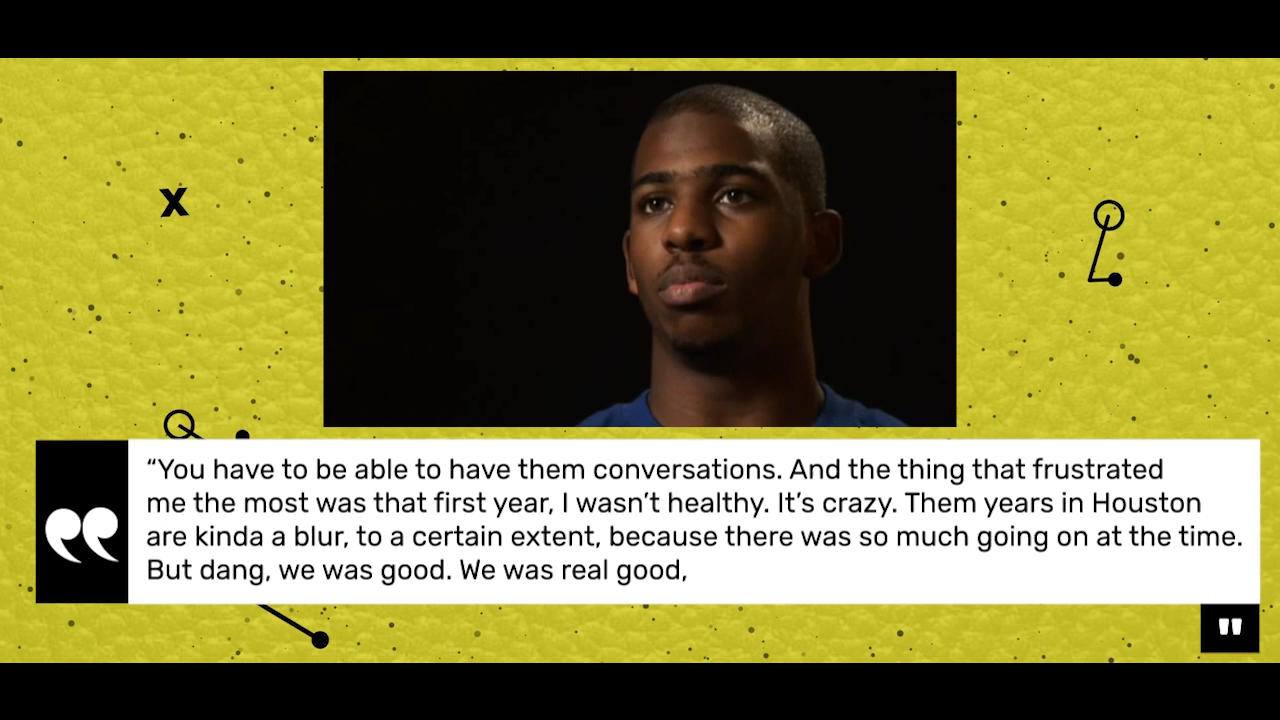 X
“You have to be able to have them conversations. And the thing that frustrated
me the most was that first year, I wasn’t healthy. It’s crazy. Them years in Houston
are kinda a blur, to a certain extent, because there was so much going on at the time.
But dang, we was good. We was real good,